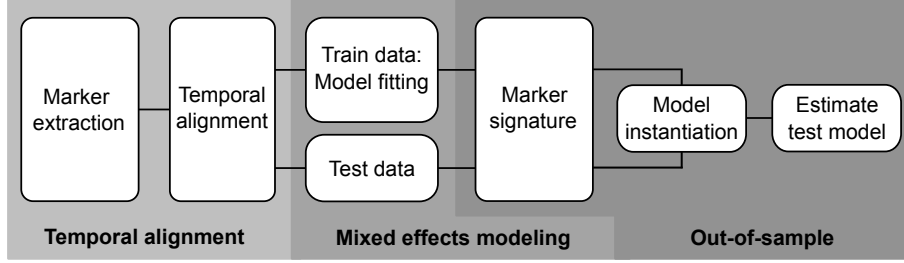 Marker
extraction
Temporal
alignment
Train data:
Model fitting
Test data
Marker
signature
Model
instantiation
Estimate
test model
Temporal alignment
Mixed effects modeling
Out-of-sample